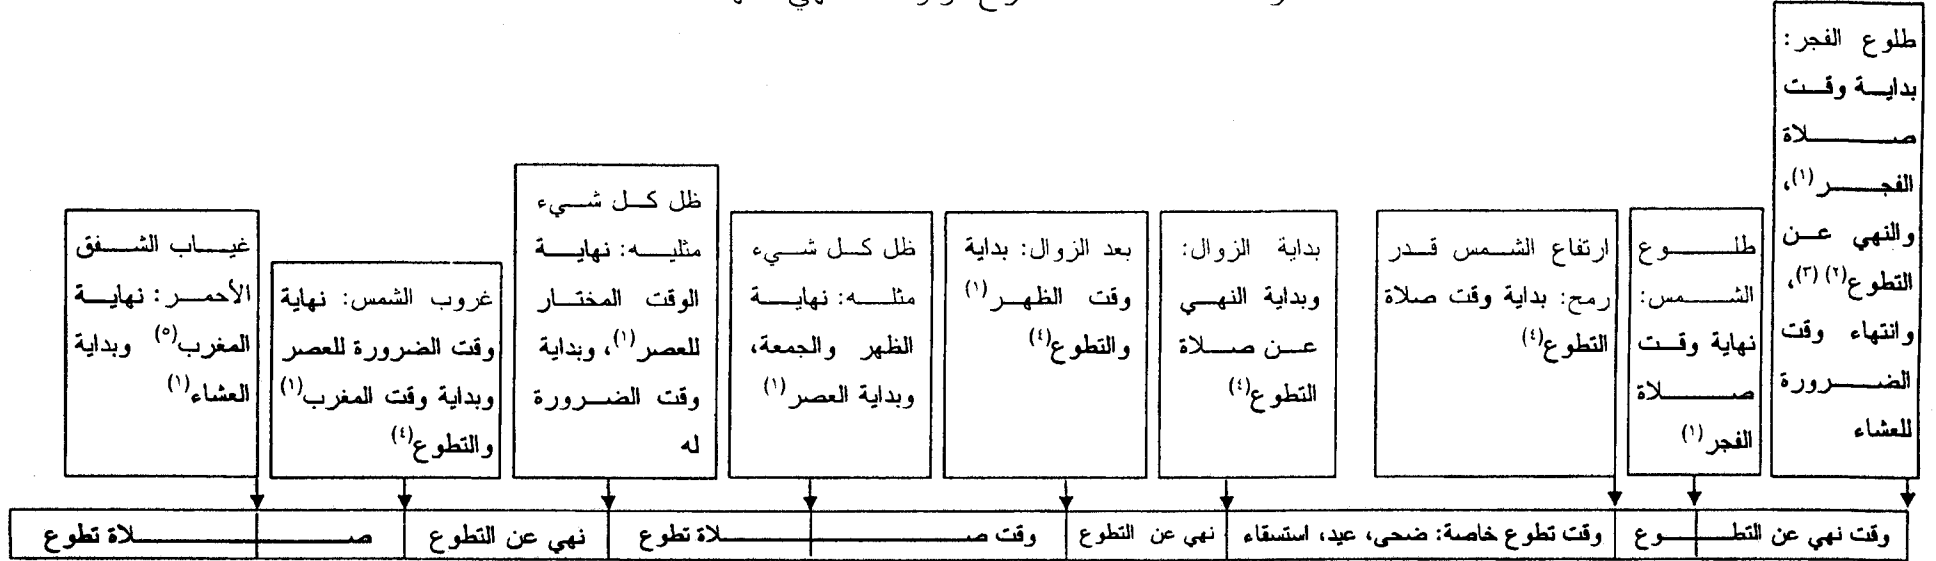 طلوع الفجر:
بداية وقت
صلاة
الفجر(١)،
والنهي عن
التطوع(٢)(٣)،
وانتهاء وقت
الضرورة
للعشاء
طلوع
الشمس:
نهاية وقت
صلاة
الفجر(١)
ارتفاع الشمس قدر
رمح: بداية وقت صلاة
التطوع(٤)
بداية الزوال:
وبداية النهي
عن صلاة
التطوع(٤)
بعد الزوال: بداية
وقت الظهر(١)
والتطوع(٤)
ظل كل شيء
مثله: نهاية
الظهر والجمعة،
وبداية العصر(١)
ظل كل شيء
مثليه: نهاية
الوقت المختار
للعصر(١)، وبداية
وقت الضرورة
له
غروب الشمس: نهاية
وقت الضرورة للعصر
وبداية وقت المغرب(١)
والتطوع(٤)
غياب الشفق
الأحمر: نهاية
المغرب(٥) وبداية
العشاء(١)
وقت نهي عن التطوع
وقت تطوع خاصة: ضحى، عيد، استسقاء
نهي عن التطوع
وقت صلاة تطوع
نهي عن التطوع
صلاة تطوع